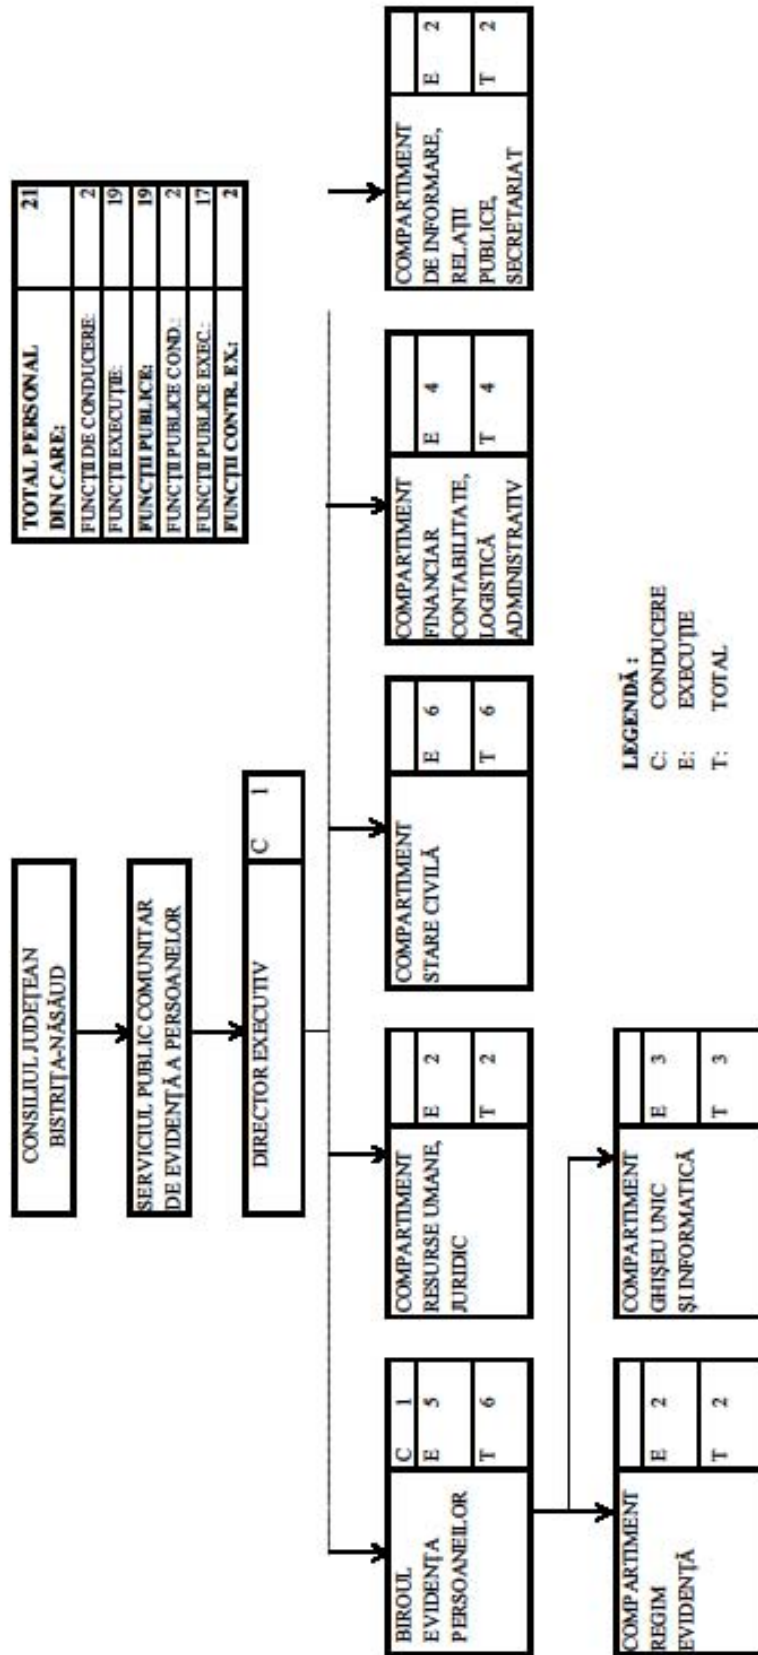 CONSILIUL JUDEȚEAN
BISTRIȚA-NĂSĂUD
SERVICIUL PUBLIC COMUNITAR
DE EVIDENȚĂ A PERSOANELOR
DIRECTOR EXECUTIV
C 1
TOTAL PERSONAL 21
DIN CARE:
FUNCȚII DE CONDUCERE: 2
FUNCȚII EXECUȚIE: 19
FUNCȚII PUBLICE: 19
FUNCȚII PUBLICE COND.: 2
FUNCȚII PUBLICE EXEC.: 17
FUNCȚII CONTR. EX.: 2
BIROUL
EVIDENȚA
PERSOANELOR
C 1
E 5
T 6
COMPARTIMENT
RESURSE UMANE,
JURIDIC
E 2
T 2
COMPARTIMENT
STARE CIVILĂ
E 6
T 6
COMPARTIMENT
FINANCIAR
CONTABILITATE,
LOGISTICĂ
ADMINISTRATIV
E 4
T 4
COMPARTIMENT
DE INFORMARE,
RELAȚII
PUBLICE,
SECRETARIAT
E 2
T 2
COMPARTIMENT
REGIM
EVIDENȚĂ
E 2
T 2
COMPARTIMENT
GHIȘEU UNIC
ȘI INFORMATICĂ
E 3
T 3
LEGENDĂ :
C: CONDUCERE
E: EXECUȚIE
T: TOTAL